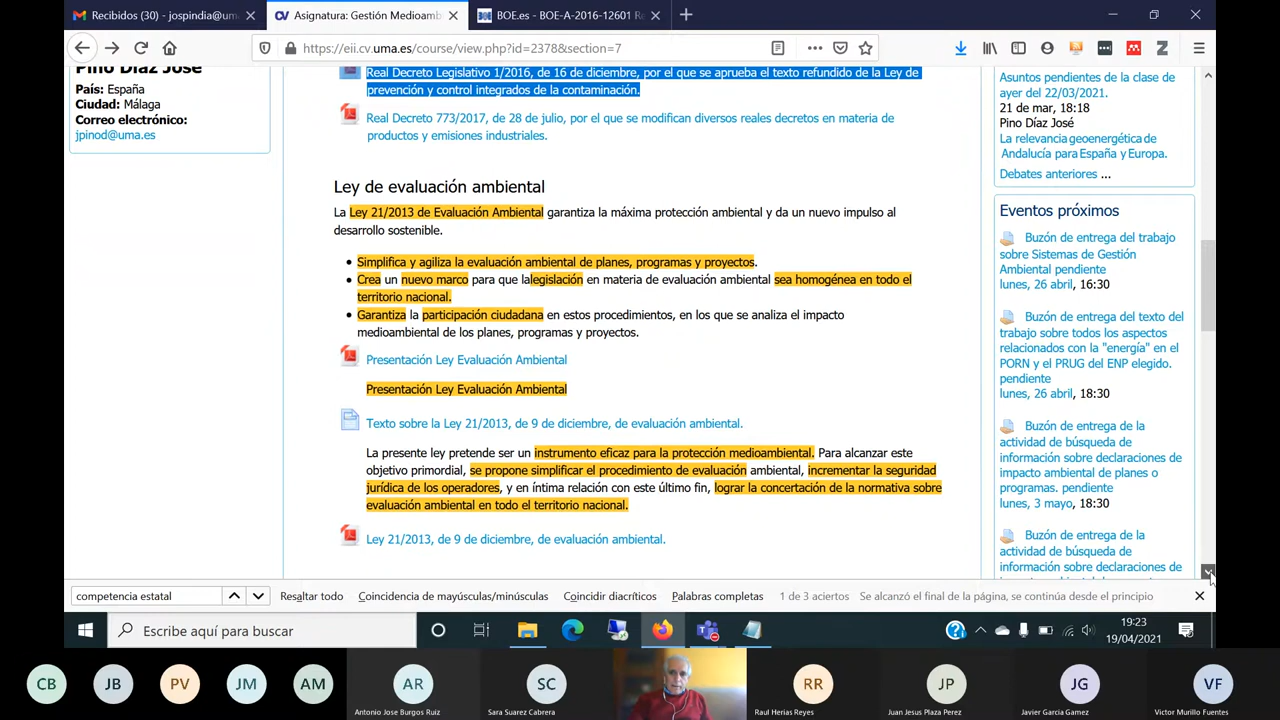 Recibidos (30) - jospindia@uma
Asignatura: Gestión Medioamb
BOE.es - BOE-A-2016-12601 R
https://eii.cv.uma.es/course/view.php?id=2378&section=7
Pino Díaz José
País: España
Ciudad: Málaga
Correo electrónico:
jpinod@uma.es
Real Decreto Legislativo 1/2016, de 16 de diciembre, por el que se aprueba el texto refundido de la Ley de
prevención y control integrados de la contaminación.
Real Decreto 773/2017, de 28 de julio, por el que se modifican diversos reales decretos en materia de
productos y emisiones industriales.
Ley de evaluación ambiental
La Ley 21/2013 de Evaluación Ambiental garantiza la máxima protección ambiental y da un nuevo impulso al
desarrollo sostenible.
Simplifica y agiliza la evaluación ambiental de planes, programas y proyectos.
Crea un nuevo marco para que lalegislación en materia de evaluación ambiental sea homogénea en todo el
territorio nacional.
Garantiza la participación ciudadana en estos procedimientos, en los que se analiza el impacto
medioambiental de los planes, programas y proyectos.
Presentación Ley Evaluación Ambiental
Presentación Ley Evaluación Ambiental
Texto sobre la Ley 21/2013, de 9 de diciembre, de evaluación ambiental.
La presente ley pretende ser un instrumento eficaz para la protección medioambiental. Para alcanzar este
objetivo primordial, se propone simplificar el procedimiento de evaluación ambiental, incrementar la seguridad
jurídica de los operadores, y en íntima relación con este último fin, lograr la concertación de la normativa sobre
evaluación ambiental en todo el territorio nacional.
Ley 21/2013, de 9 de diciembre, de evaluación ambiental.
Asuntos pendientes de la clase de
ayer del 22/03/2021.
21 de mar, 18:18
Pino Díaz José
La relevancia geoenergética de
Andalucía para España y Europa.
Debates anteriores ...
Eventos próximos
Buzón de entrega del trabajo
sobre Sistemas de Gestión
Ambiental pendiente
lunes, 26 abril, 16:30
Buzón de entrega del texto del
trabajo sobre todos los aspectos
relacionados con la "energía" en el
PORN y el PRUG del ENP elegido.
pendiente
lunes, 26 abril, 18:30
Buzón de entrega de la
actividad de búsqueda de
información sobre declaraciones de
impacto ambiental de planes o
programas. pendiente
lunes, 3 mayo, 18:30
Buzón de entrega de la
actividad de búsqueda de
información sobre declaraciones de
competencia estatal
Resaltar todo
Coincidencia de mayúsculas/minúsculas
Coincidir diacríticos
Palabras completas
1 de 3 aciertos
Se alcanzó el final de la página, se continúa desde el principio
Escribe aquí para buscar
19:23
19/04/2021
CB
JB
PV
JM
AM
AR
Antonio Jose Burgos Ruiz
SC
Sara Suarez Cabrera
RR
Raul Herias Reyes
JP
Juan Jesus Plaza Perez
JG
Javier Garcia Gamez
VF
Victor Murillo Fuentes